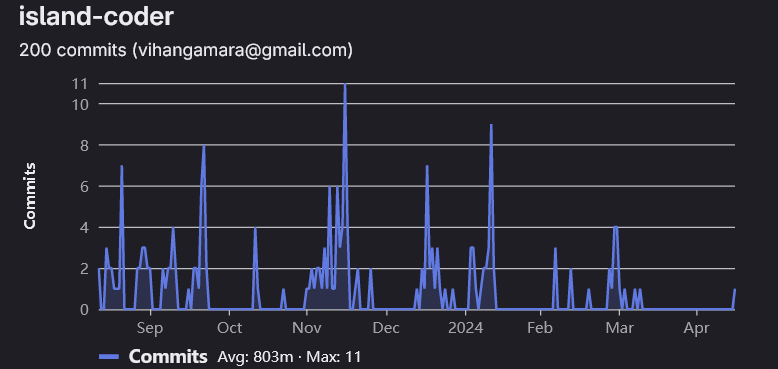 island-coder
200 commits (vihangamara@gmail.com)
11
10
8
6
4
2
0
Commits
Sep Oct Nov Dec 2024 Feb Mar Apr
Commits Avg: 803m · Max: 11